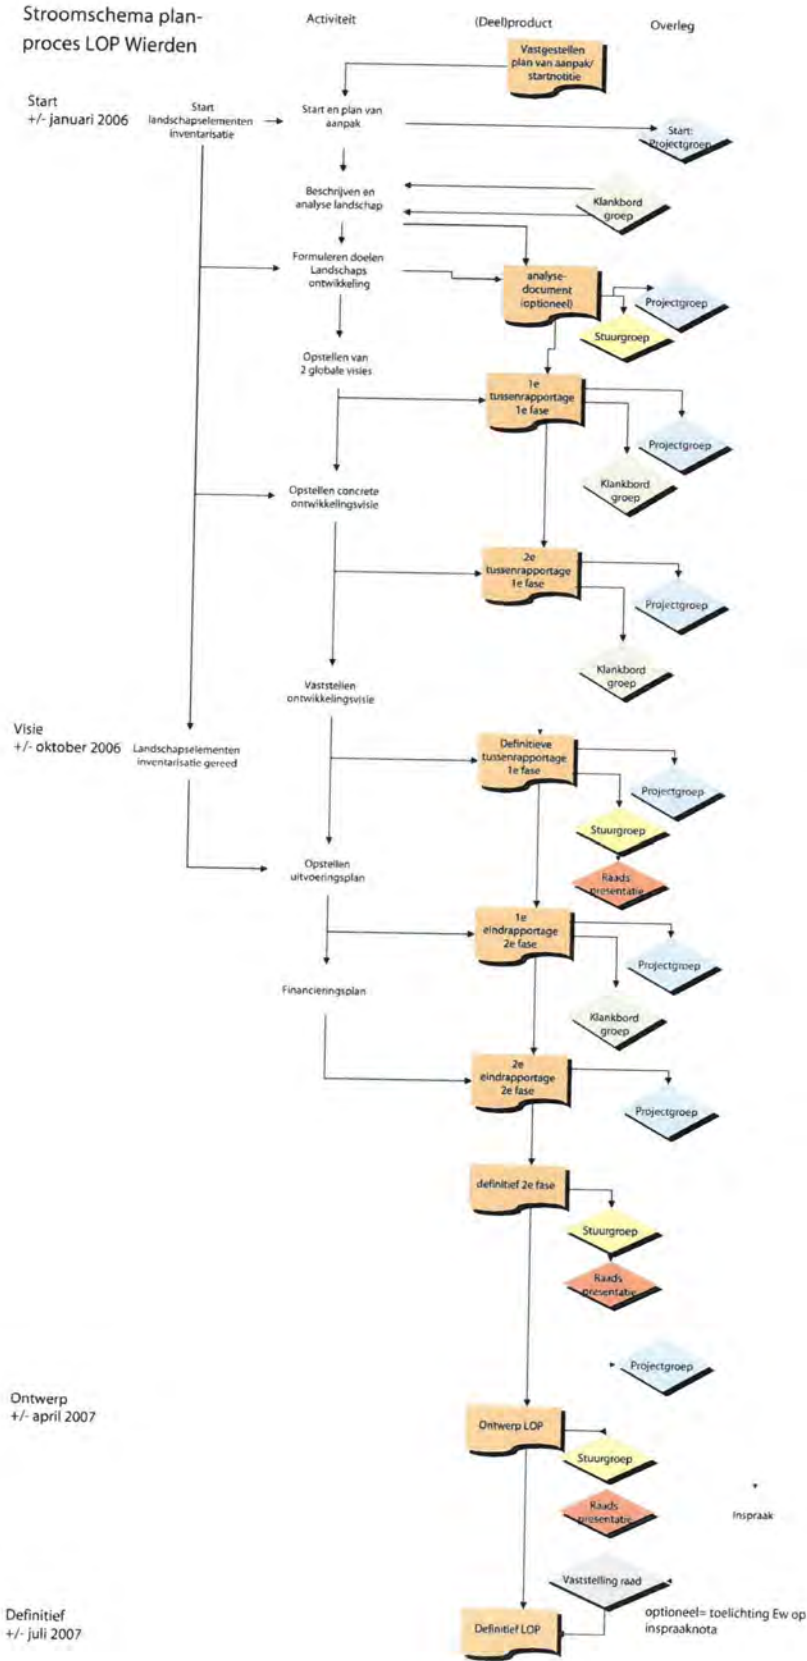 Stroomschema plan-
proces LOP Wierden
Activiteit
(Deel)product
Overleg
Vastgestellen
plan van aanpak/
startnotitie
Start
+/- januari 2006
Start
landschapselementen
inventarisatie
Start en plan van
aanpak
Start:
Projectgroep
Beschrijven en
analyse landschap
Klankbord
groep
Formuleren doelen
Landschaps
ontwikkeling
analyse-
document
(optioneel)
Projectgroep
Stuurgroep
Opstellen van
2 globale visies
1e
tussenrapportage
1e fase
Projectgroep
Klankbord
groep
Opstellen concrete
ontwikkelingsvisie
2e
tussenrapportage
1e fase
Projectgroep
Klankbord
groep
Vaststellen
ontwikkelingsvisie
Visie
+/- oktober 2006
Landschapselementen
inventarisatie gereed
Definitieve
tussenrapportage
1e fase
Projectgroep
Stuurgroep
Raads
presentatie
Opstellen
uitvoeringsplan
1e
eindrapportage
2e fase
Projectgroep
Klankbord
groep
Financieringsplan
2e
eindrapportage
2e fase
Projectgroep
definitief 2e fase
Stuurgroep
Raads
presentatie
Projectgroep
Ontwerp
+/- april 2007
Ontwerp LOP
Stuurgroep
Raads
presentatie
Inspraak
Vaststelling raad
optioneel= toelichting Ew op
inspraaknota
Definitief
+/- juli 2007
Definitief LOP